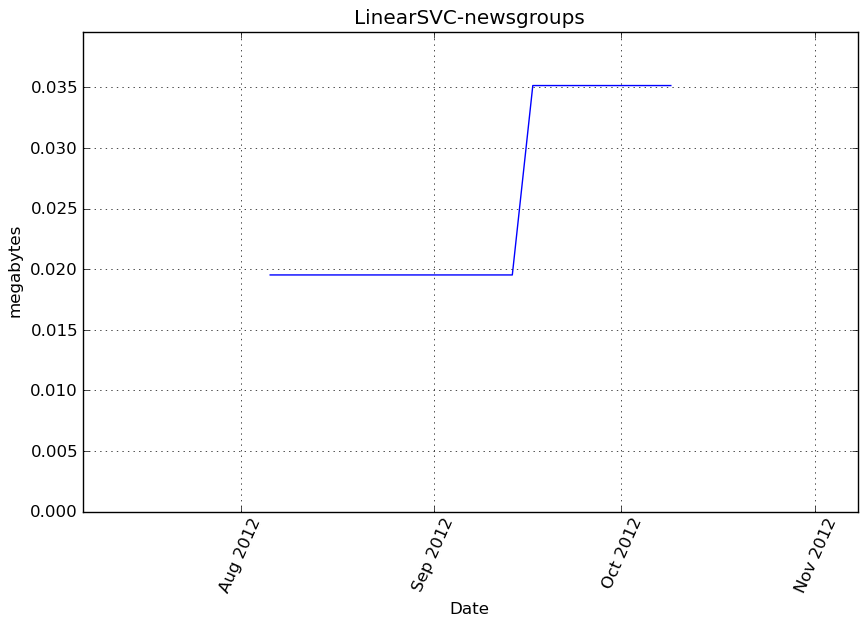 LinearSVC-newsgroups
0.035
0.030
0.025
0.020
0.015
0.010
0.005
0.000
megabytes
Aug 2012
Sep 2012
Oct 2012
Nov 2012
Date